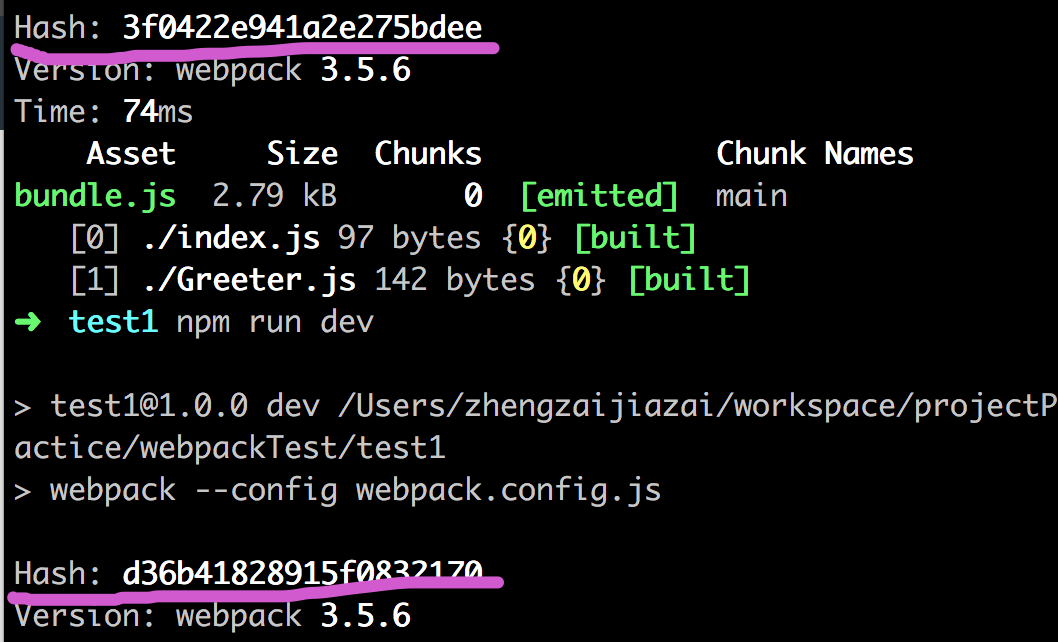 Hash: 3f0422e941a2e275bdee
Version: webpack 3.5.6
Time: 74ms
Asset Size Chunks Chunk Names
bundle.js 2.79 kB 0 [emitted] main
[0] ./index.js 97 bytes {0} [built]
[1] ./Greeter.js 142 bytes {0} [built]
➜ test1 npm run dev
> test1@1.0.0 dev /Users/zhengzaijiazai/workspace/projectP
actice/webpackTest/test1
> webpack --config webpack.config.js
Hash: d36b41828915f0832170
Version: webpack 3.5.6